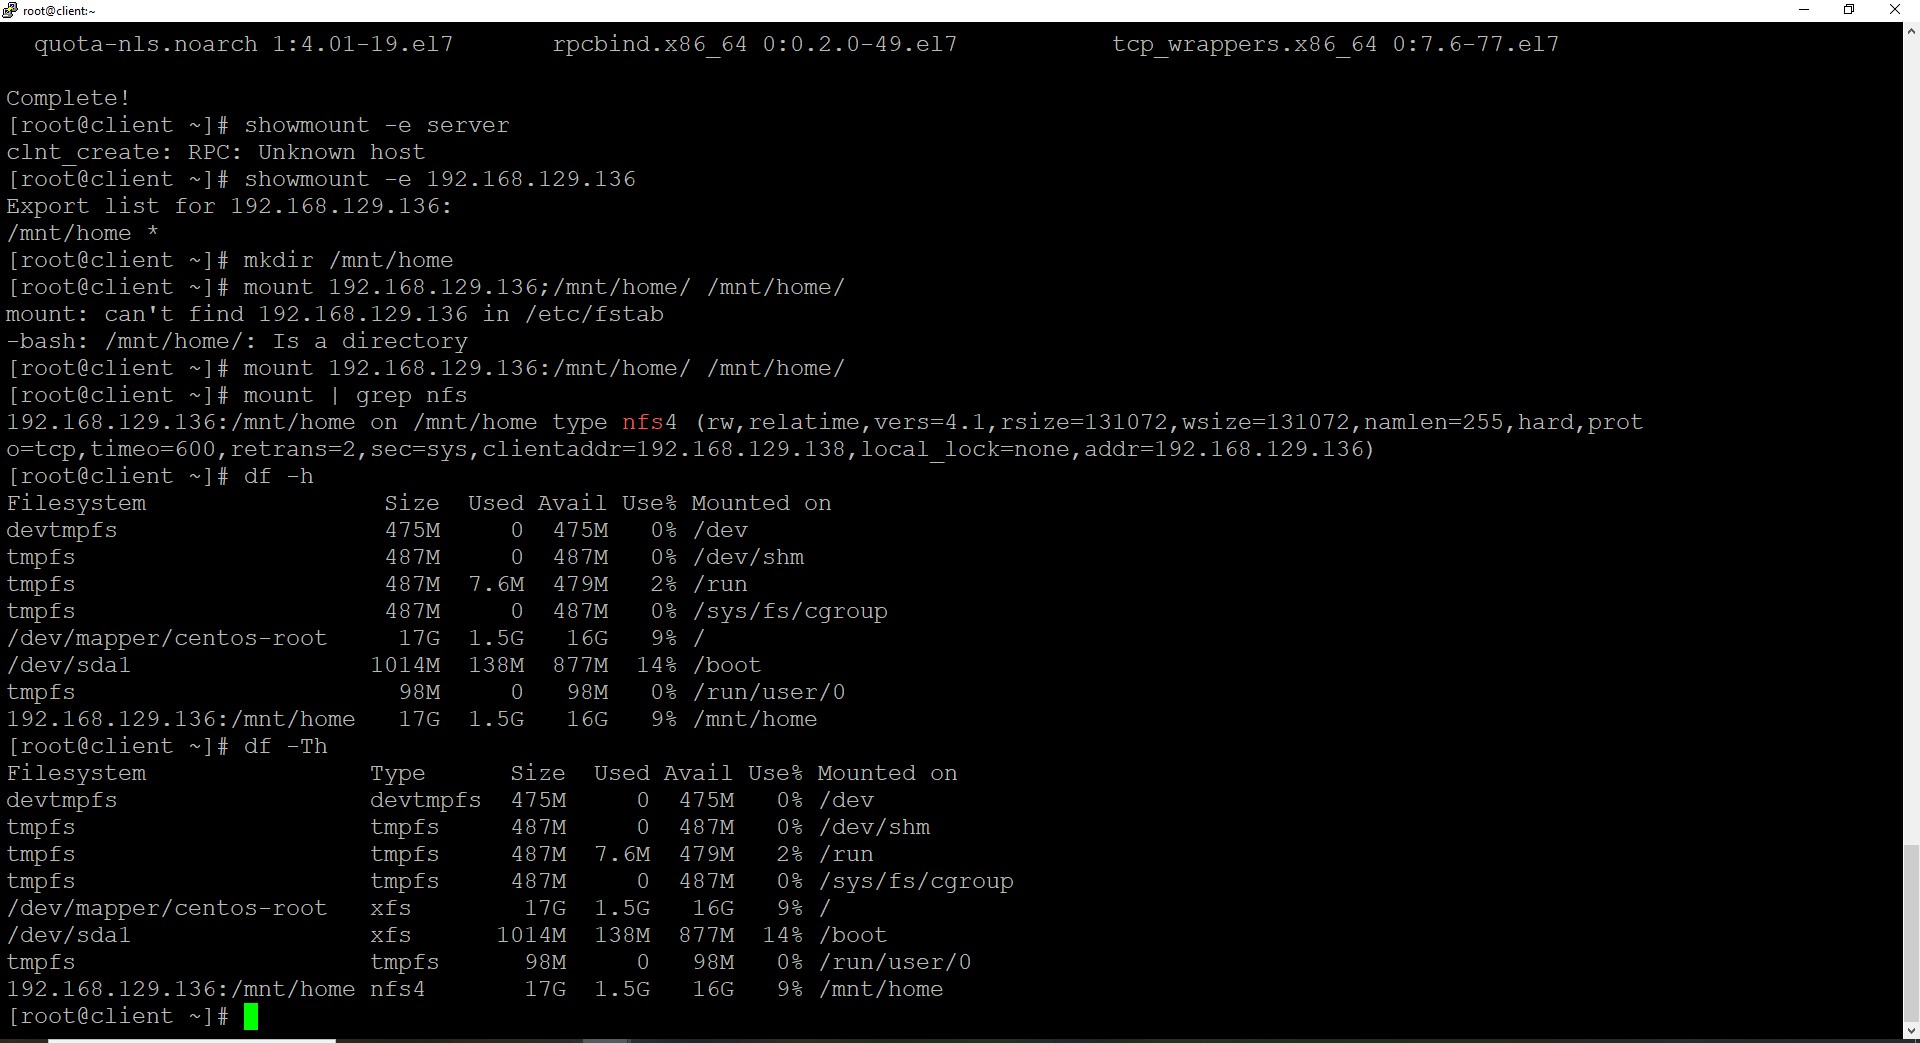 root@client:~
quota-nls.noarch 1:4.01-19.el7       rpcbind.x86_64 0:0.2.0-49.el7           tcp_wrappers.x86_64 0:7.6-77.el7
Complete!
[root@client ~]# showmount -e server
clnt_create: RPC: Unknown host
[root@client ~]# showmount -e 192.168.129.136
Export list for 192.168.129.136:
/mnt/home *
[root@client ~]# mkdir /mnt/home
[root@client ~]# mount 192.168.129.136;/mnt/home/ /mnt/home/
mount: can't find 192.168.129.136 in /etc/fstab
-bash: /mnt/home/: Is a directory
[root@client ~]# mount 192.168.129.136:/mnt/home/ /mnt/home/
[root@client ~]# mount | grep nfs
192.168.129.136:/mnt/home on /mnt/home type nfs4 (rw,relatime,vers=4.1,rsize=131072,wsize=131072,namlen=255,hard,prot
o=tcp,timeo=600,retrans=2,sec=sys,clientaddr=192.168.129.138,local_lock=none,addr=192.168.129.136)
[root@client ~]# df -h
Filesystem                 Size  Used Avail Use% Mounted on
devtmpfs                   475M     0  475M   0% /dev
tmpfs                      487M     0  487M   0% /dev/shm
tmpfs                      487M  7.6M  479M   2% /run
tmpfs                      487M     0  487M   0% /sys/fs/cgroup
/dev/mapper/centos-root     17G  1.5G   16G   9% /
/dev/sda1                 1014M  138M  877M  14% /boot
tmpfs                       98M     0   98M   0% /run/user/0
192.168.129.136:/mnt/home   17G  1.5G   16G   9% /mnt/home
[root@client ~]# df -Th
Filesystem                Type      Size  Used Avail Use% Mounted on
devtmpfs                  devtmpfs  475M     0  475M   0% /dev
tmpfs                     tmpfs     487M     0  487M   0% /dev/shm
tmpfs                     tmpfs     487M  7.6M  479M   2% /run
tmpfs                     tmpfs     487M     0  487M   0% /sys/fs/cgroup
/dev/mapper/centos-root   xfs        17G  1.5G   16G   9% /
/dev/sda1                 xfs      1014M  138M  877M  14% /boot
tmpfs                     tmpfs      98M     0   98M   0% /run/user/0
192.168.129.136:/mnt/home nfs4       17G  1.5G   16G   9% /mnt/home
[root@client ~]#